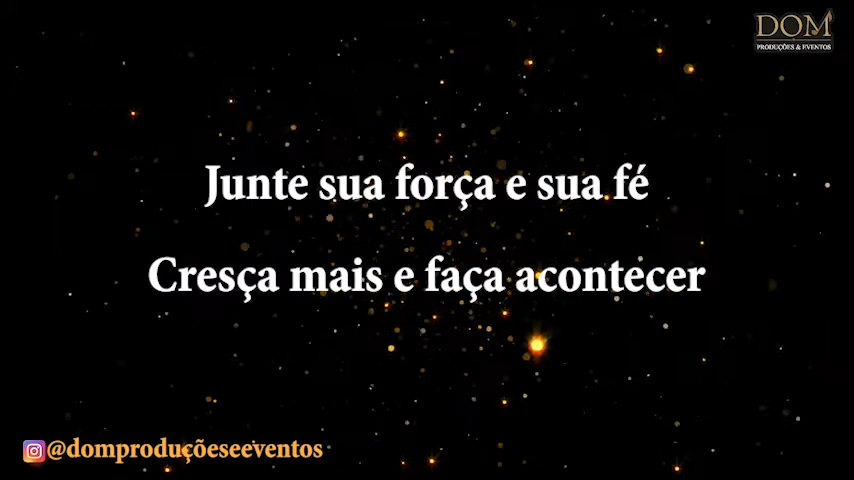 DOM
PRODUÇÕES & EVENTOS
Junte sua força e sua fé
Cresça mais e faça acontecer
@domproduçõeseeventos